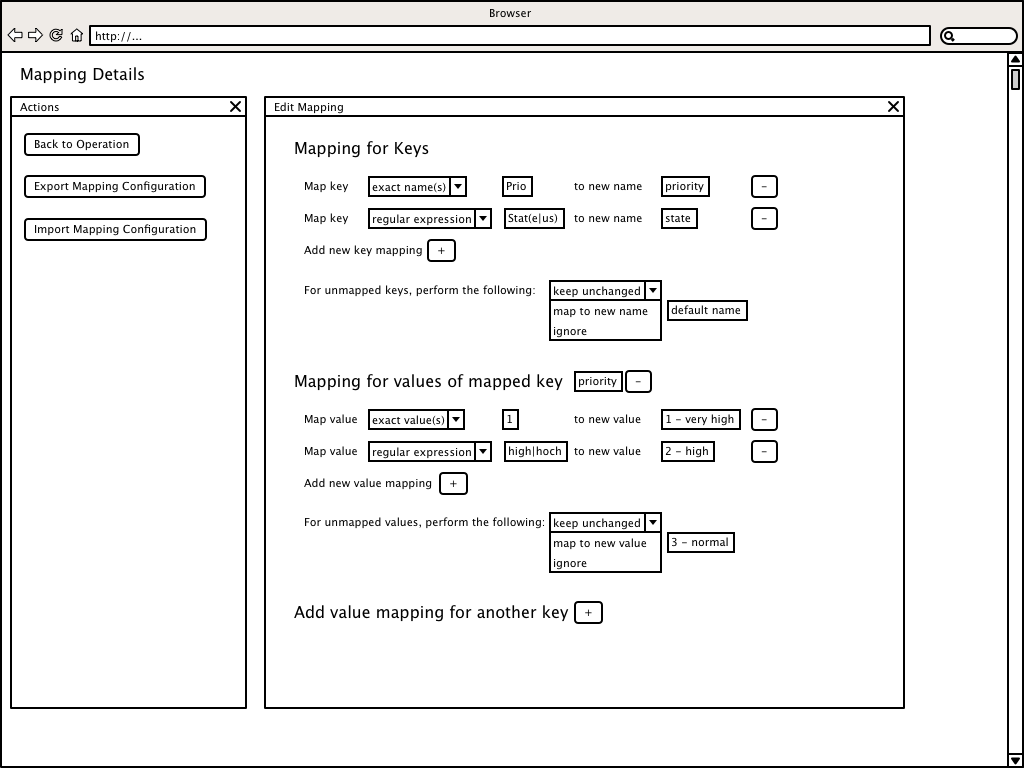 Browser
http://...
Mapping Details
Actions
Back to Operation
Export Mapping Configuration
Import Mapping Configuration
Edit Mapping
Mapping for Keys
Map key exact name(s) Prio to new name priority -
Map key regular expression Stat(e|us) to new name state -
Add new key mapping +
For unmapped keys, perform the following: keep unchanged
map to new name default name
ignore
Mapping for values of mapped key priority -
Map value exact value(s) 1 to new value 1 - very high -
Map value regular expression high|hoch to new value 2 - high -
Add new value mapping +
For unmapped values, perform the following: keep unchanged
map to new value 3 - normal
ignore
Add value mapping for another key +